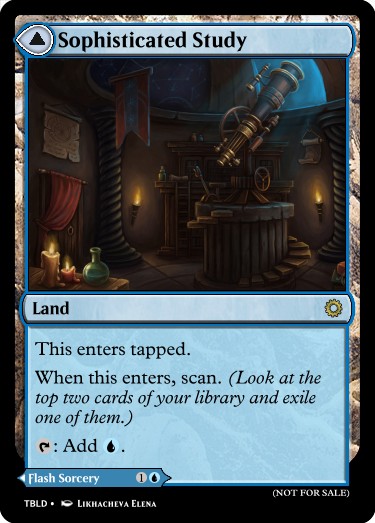 Sophisticated Study
Land
This enters tapped.
When this enters, scan. (Look at the
top two cards of your library and exile
one of them.)
: Add .
Flash Sorcery 1
(NOT FOR SALE)
TBLD • Likhacheva Elena